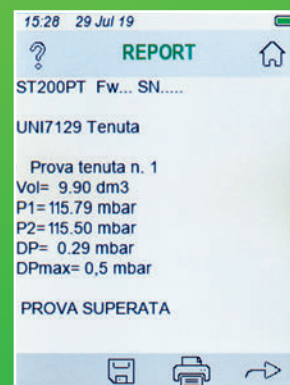 15:28 29 Jul 19
? REPORT
ST200PT Fw... SN.....
UNI7129 Tenuta
Prova tenuta n. 1
Vol= 9.90 dm3
P1=115.79 mbar
P2=115.50 mbar
DP= 0.29 mbar
DPmax= 0,5 mbar
PROVA SUPERATA